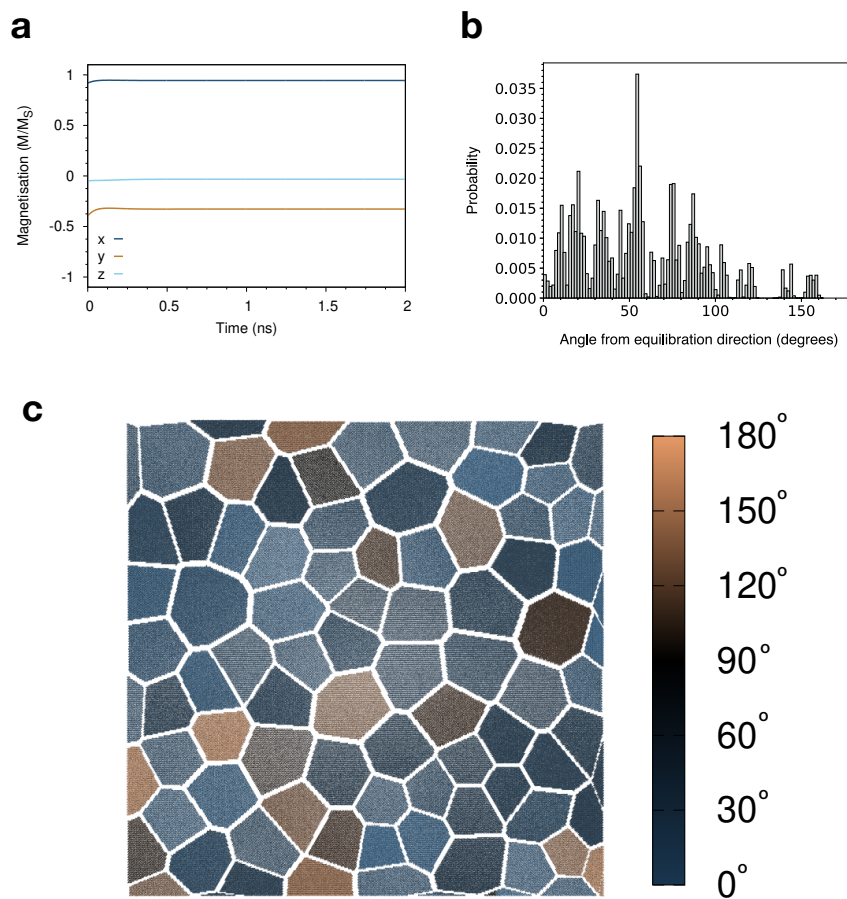 a
1
0.5
0
-0.5
-1
Magnetisation (M/M_S)
x
y
z
0 0.5 1 1.5 2
Time (ns)
b
0.035
0.030
0.025
0.020
0.015
0.010
0.005
0.000
Probability
0 50 100 150
Angle from equilibration direction (degrees)
c
180°
150°
120°
90°
60°
30°
0°